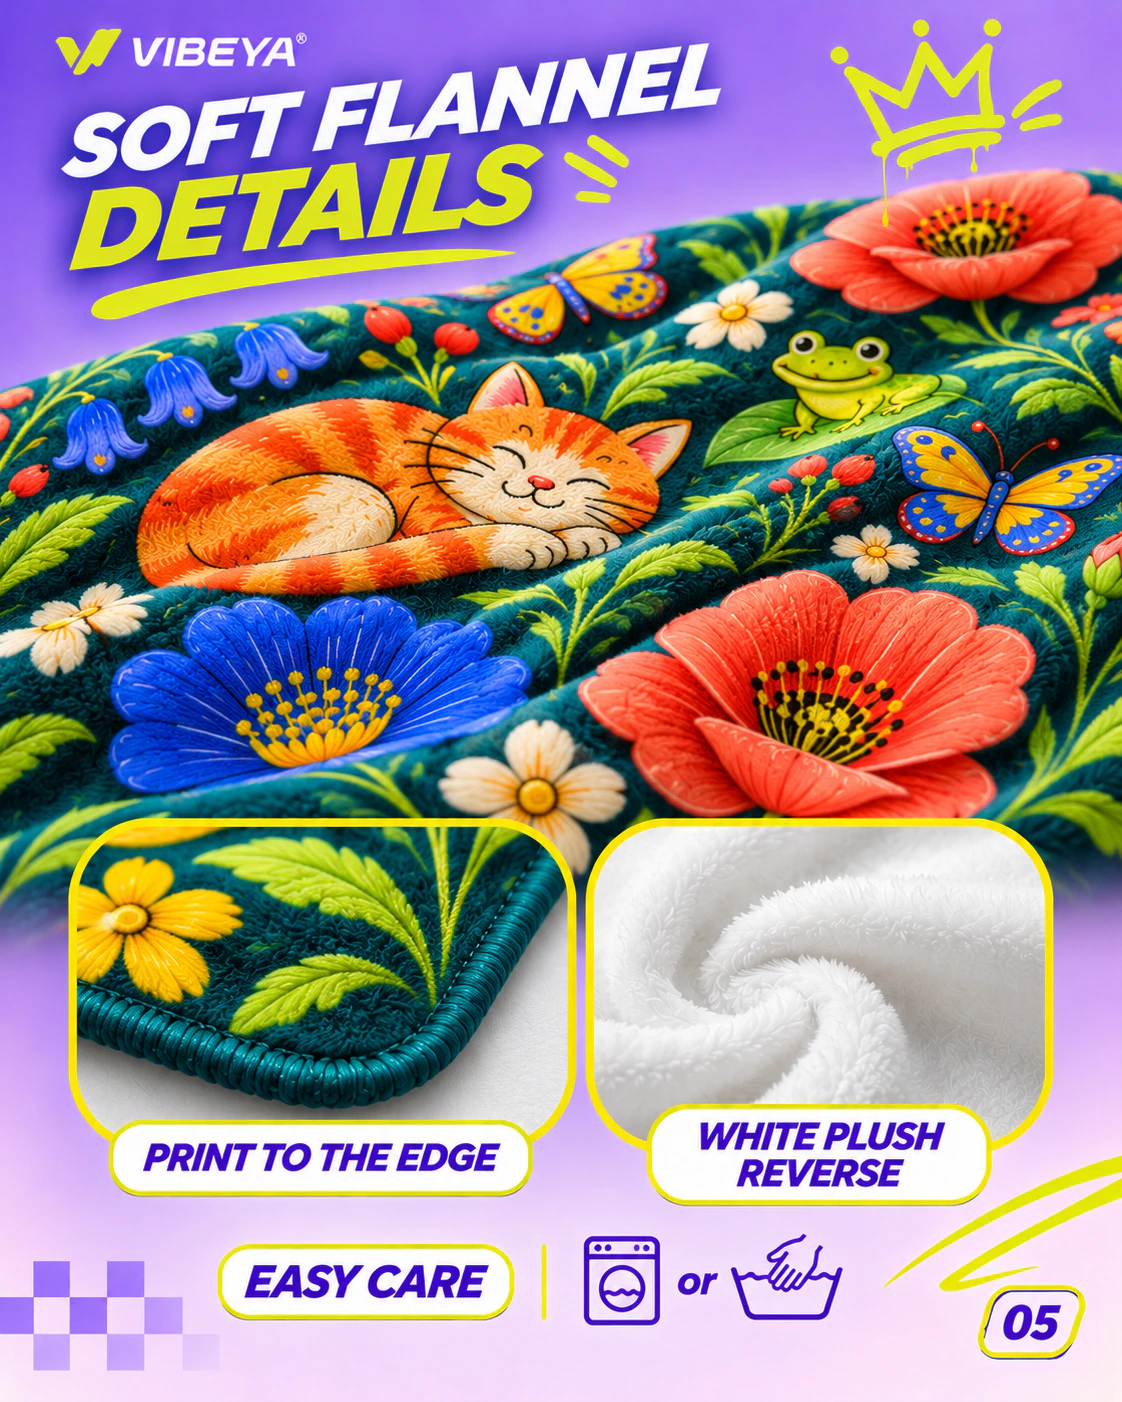 VIBEYA®
SOFT FLANNEL
DETAILS
PRINT TO THE EDGE
WHITE PLUSH
REVERSE
EASY CARE
or
05